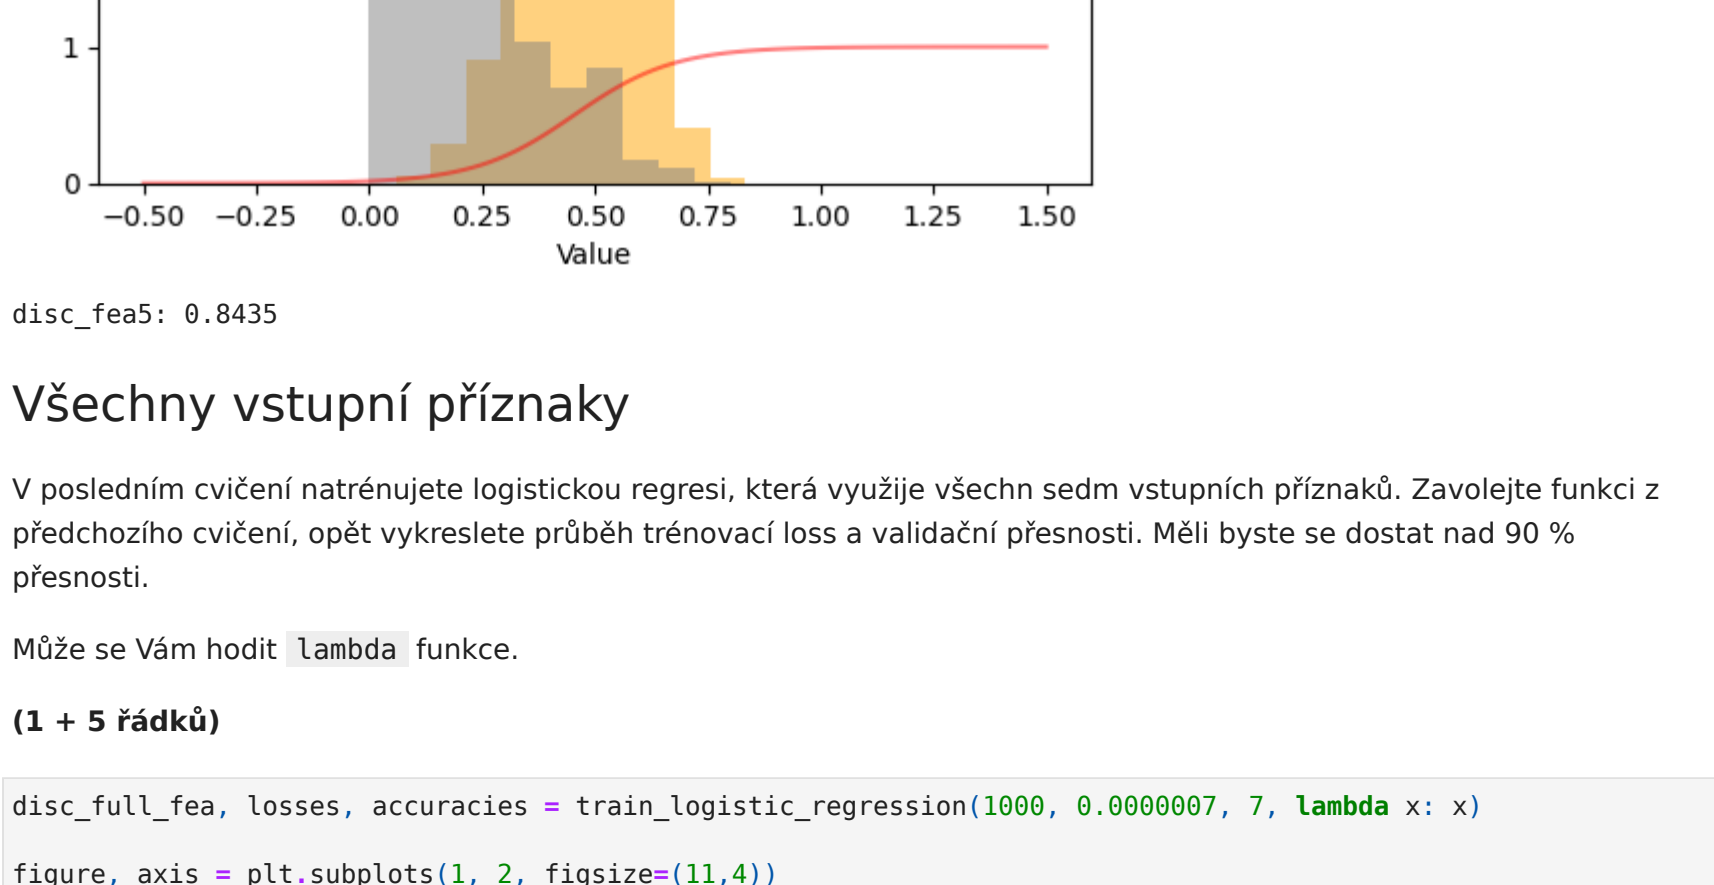 1
0
−0.50 −0.25 0.00 0.25 0.50 0.75 1.00 1.25 1.50
Value
disc_fea5: 0.8435
Všechny vstupní příznaky
V posledním cvičení natrénujete logistickou regresi, která využije všechn sedm vstupních příznaků. Zavolejte funkci z
předchozího cvičení, opět vykreslete průběh trénovací loss a validační přesnosti. Měli byste se dostat nad 90 %
přesnosti.
Může se Vám hodit lambda funkce.
(1 + 5 řádků)
disc_full_fea, losses, accuracies = train_logistic_regression(1000, 0.0000007, 7, lambda x: x)
figure, axis = plt.subplots(1, 2, figsize=(11,4))